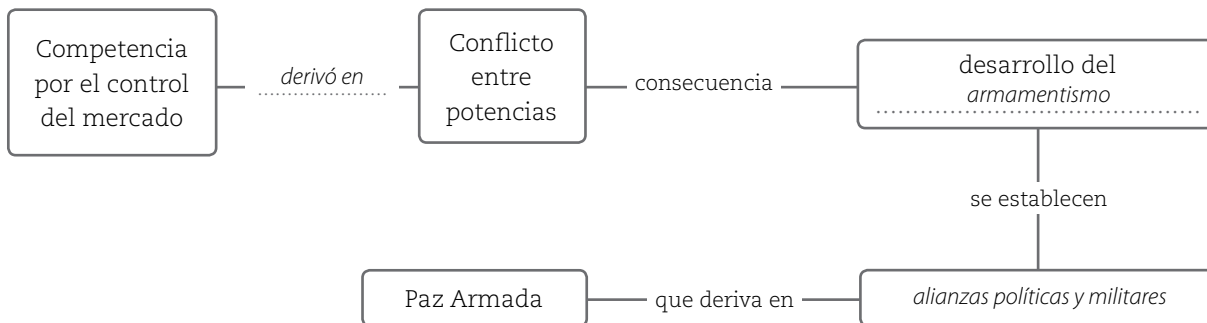 Competencia
por el control
del mercado
derivó en
Conflicto
entre
potencias
consecuencia
desarrollo del
armamentismo
se establecen
alianzas políticas y militares
que deriva en
Paz Armada